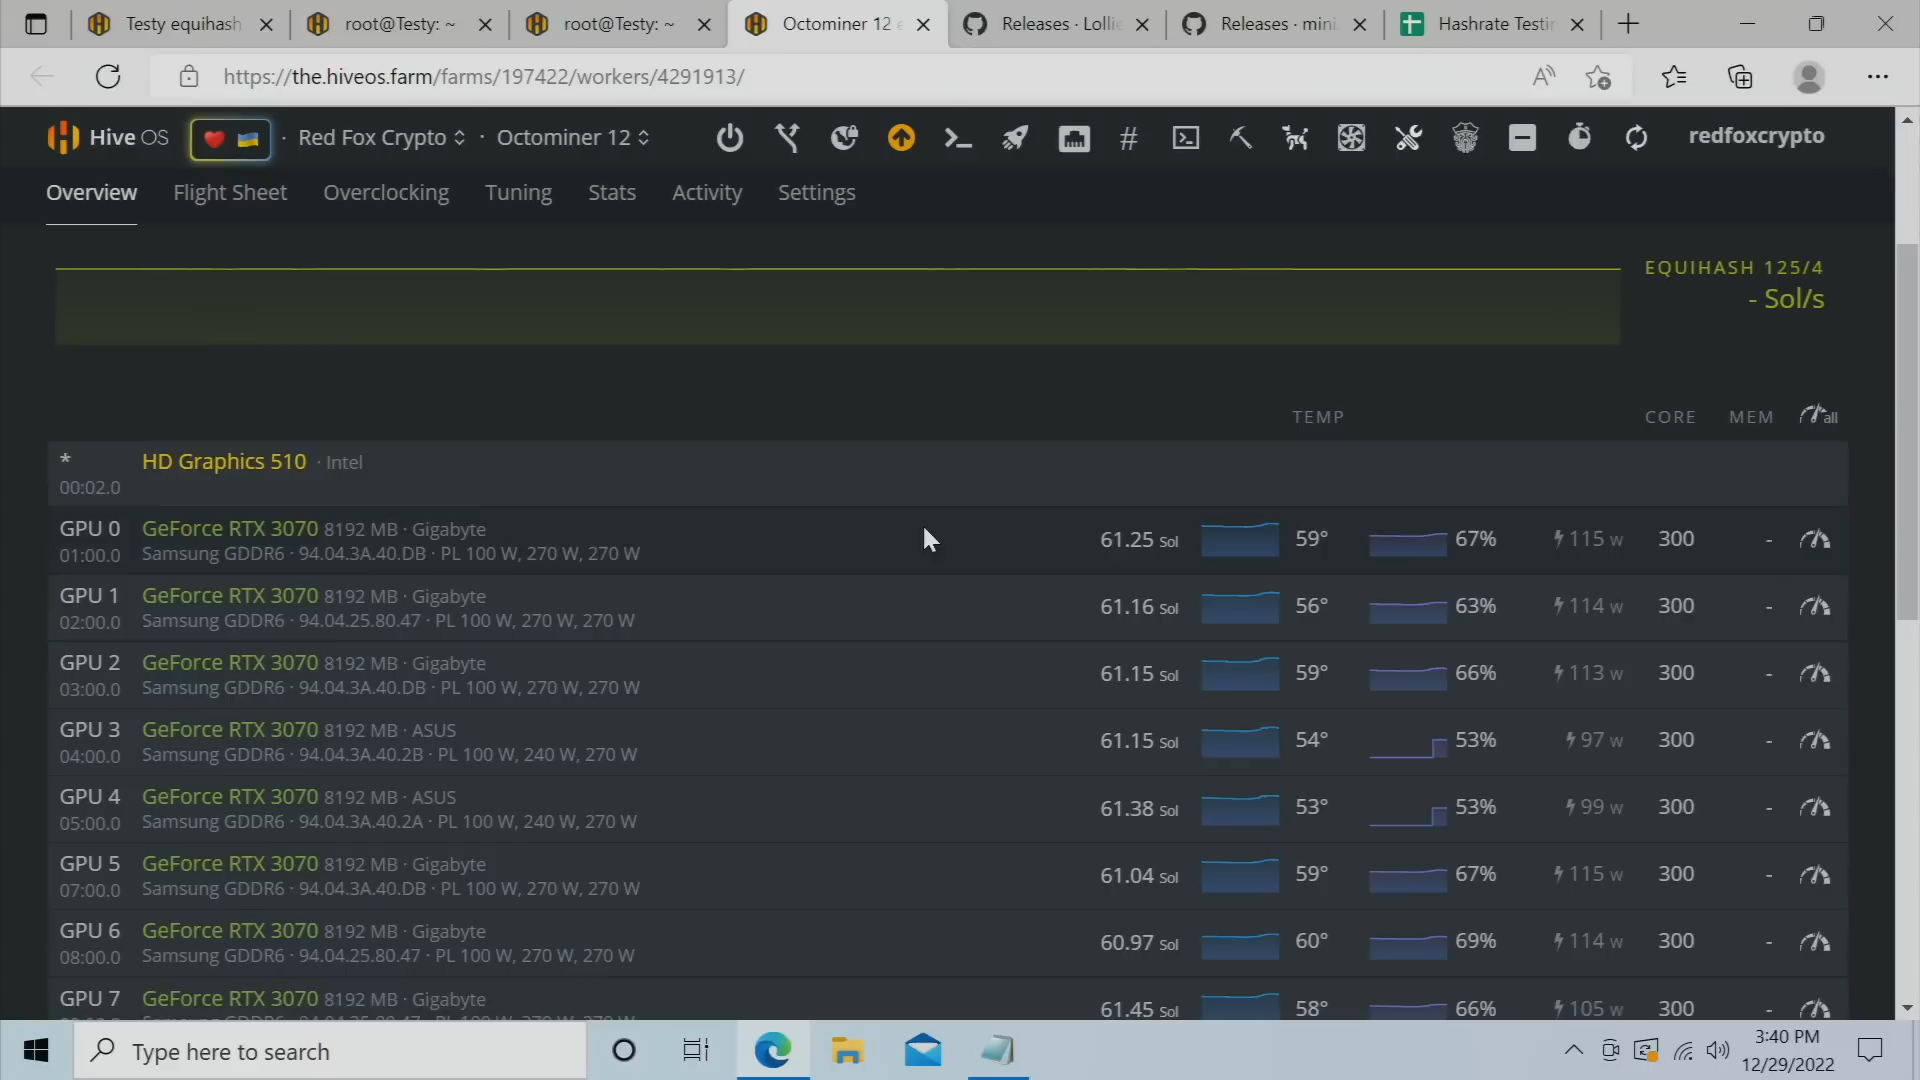 Testy equihash
root@Testy: ~
root@Testy: ~
Octominer 12
Releases · Lollie
Releases · mini
Hashrate Testin
https://the.hiveos.farm/farms/197422/workers/4291913/
Hive OS
· Red Fox Crypto · Octominer 12
redfoxcrypto
Overview Flight Sheet Overclocking Tuning Stats Activity Settings
EQUIHASH 125/4
- Sol/s
TEMP CORE MEM all
* HD Graphics 510 · Intel
00:02.0
GPU 0 GeForce RTX 3070 8192 MB · Gigabyte 61.25 Sol 59° 67% 115 w 300 -
01:00.0 Samsung GDDR6 · 94.04.3A.40.DB · PL 100 W, 270 W, 270 W
GPU 1 GeForce RTX 3070 8192 MB · Gigabyte 61.16 Sol 56° 63% 114 w 300 -
02:00.0 Samsung GDDR6 · 94.04.25.80.47 · PL 100 W, 270 W, 270 W
GPU 2 GeForce RTX 3070 8192 MB · Gigabyte 61.15 Sol 59° 66% 113 w 300 -
03:00.0 Samsung GDDR6 · 94.04.3A.40.DB · PL 100 W, 270 W, 270 W
GPU 3 GeForce RTX 3070 8192 MB · ASUS 61.15 Sol 54° 53% 97 w 300 -
04:00.0 Samsung GDDR6 · 94.04.3A.40.2B · PL 100 W, 240 W, 270 W
GPU 4 GeForce RTX 3070 8192 MB · ASUS 61.38 Sol 53° 53% 99 w 300 -
05:00.0 Samsung GDDR6 · 94.04.3A.40.2A · PL 100 W, 240 W, 270 W
GPU 5 GeForce RTX 3070 8192 MB · Gigabyte 61.04 Sol 59° 67% 115 w 300 -
07:00.0 Samsung GDDR6 · 94.04.3A.40.DB · PL 100 W, 270 W, 270 W
GPU 6 GeForce RTX 3070 8192 MB · Gigabyte 60.97 Sol 60° 69% 114 w 300 -
08:00.0 Samsung GDDR6 · 94.04.25.80.47 · PL 100 W, 270 W, 270 W
GPU 7 GeForce RTX 3070 8192 MB · Gigabyte 61.45 Sol 58° 66% 105 w 300 -
Type here to search
3:40 PM
12/29/2022